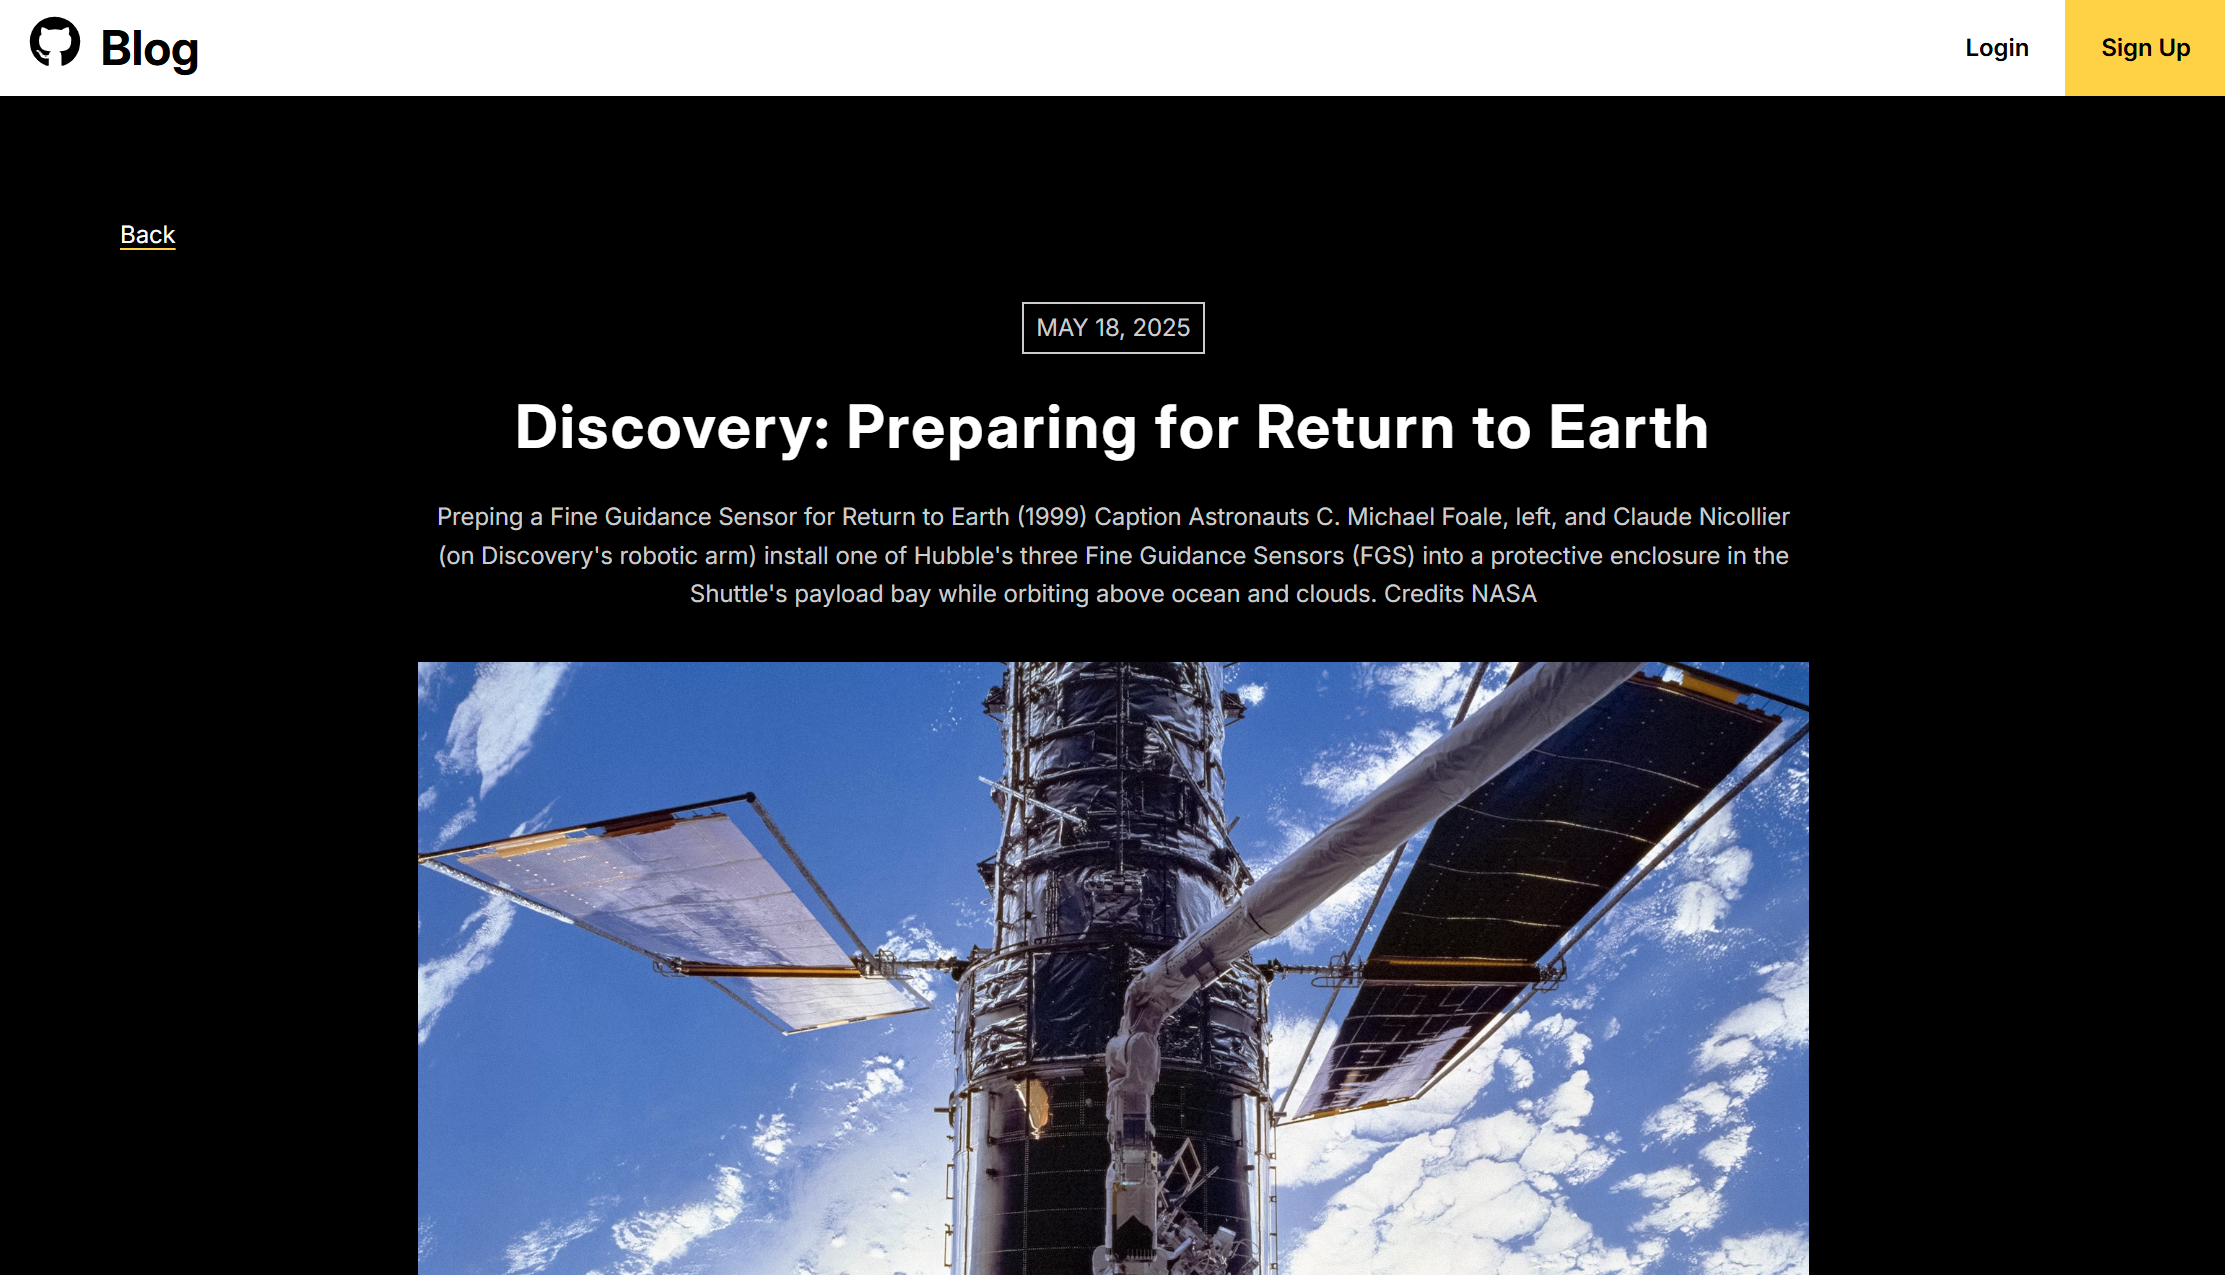 Blog
Login
Sign Up
Back
MAY 18, 2025
Discovery: Preparing for Return to Earth
Preping a Fine Guidance Sensor for Return to Earth (1999) Caption Astronauts C. Michael Foale, left, and Claude Nicollier
(on Discovery's robotic arm) install one of Hubble's three Fine Guidance Sensors (FGS) into a protective enclosure in the
Shuttle's payload bay while orbiting above ocean and clouds. Credits NASA